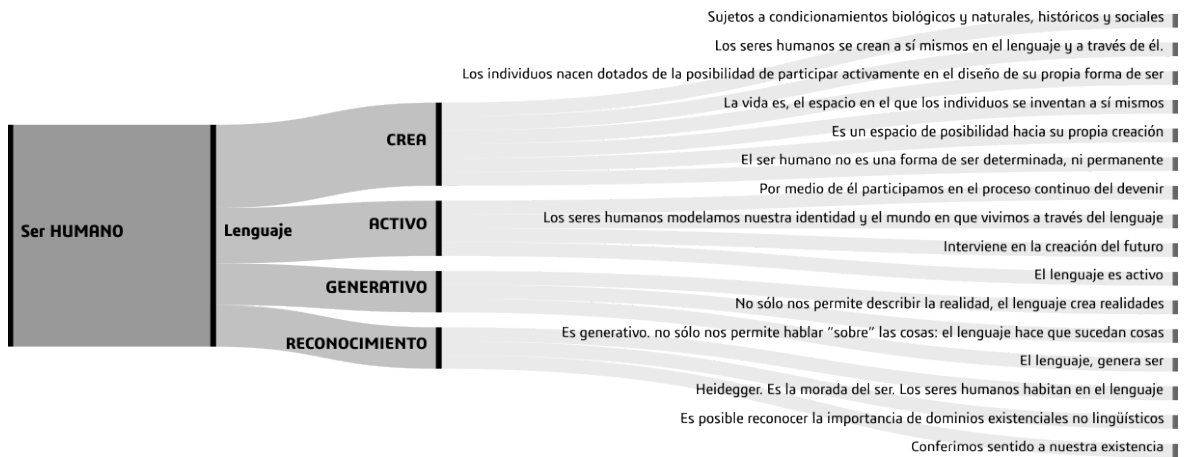 Ser HUMANO
Lenguaje
CREA
ACTIVO
GENERATIVO
RECONOCIMIENTO
Sujetos a condicionamientos biológicos y naturales, históricos y sociales
Los seres humanos se crean a sí mismos en el lenguaje y a través de él.
Los individuos nacen dotados de la posibilidad de participar activamente en el diseño de su propia forma de ser
La vida es, el espacio en el que los individuos se inventan a sí mismos
Es un espacio de posibilidad hacia su propia creación
El ser humano no es una forma de ser determinada, ni permanente
Por medio de él participamos en el proceso continuo del devenir
Los seres humanos modelamos nuestra identidad y el mundo en que vivimos a través del lenguaje
Interviene en la creación del futuro
El lenguaje es activo
No sólo nos permite describir la realidad, el lenguaje crea realidades
Es generativo. no sólo nos permite hablar “sobre” las cosas: el lenguaje hace que sucedan cosas
El lenguaje, genera ser
Heidegger. Es la morada del ser. Los seres humanos habitan en el lenguaje
Es posible reconocer la importancia de dominios existenciales no lingüísticos
Conferimos sentido a nuestra existencia